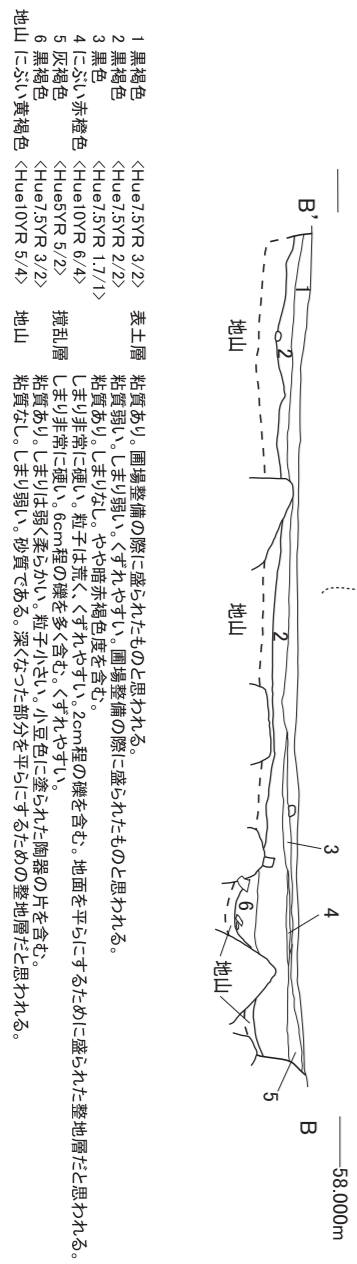 58.000m
B' B
1 2 2 3 4 5 6
地山 地山 地山
1 黒褐色 〈Hue7.5YR 3/2〉 表土層 粘質あり。圃場整備の際に盛られたものと思われる。
2 黒褐色 〈Hue7.5YR 2/2〉 粘質弱い。しまり弱い。くずれやすい。圃場整備の際に盛られたものと思われる。
3 黒色 〈Hue7.5YR 1.7/1〉 粘質あり。しまりなし。やや暗赤褐色度を含む。
4 にぶい赤橙色 〈Hue10YR 6/4〉 しまり非常に硬い。粒子は荒く、くずれやすい。2cm程の礫を含む。地面を平らにするために盛られた整地層だと思われる。
5 灰褐色 〈Hue5YR 5/2〉 撹乱層 しまり非常に硬い。6cm程の礫を多く含む。くずれやすい。
6 黒褐色 〈Hue7.5YR 3/2〉 粘質あり。しまりは弱く柔らかい。粒子小さい。小豆色に塗られた陶器の片を含む。
地山 にぶい黄褐色 〈Hue10YR 5/4〉 地山 粘質なし。しまり弱い。砂質である。深くなった部分を平らにするための整地層だと思われる。